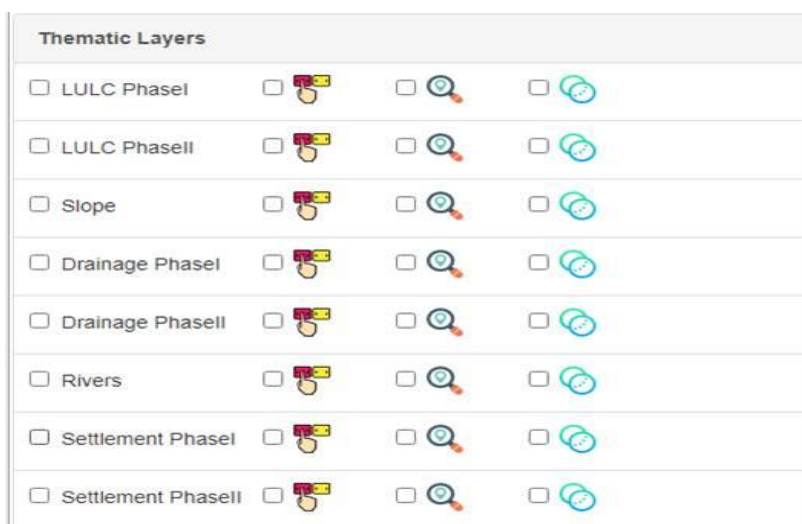 Thematic Layers
LULC PhaseI
LULC PhaseII
Slope
Drainage PhaseI
Drainage PhaseII
Rivers
Settlement PhaseI
Settlement PhaseII